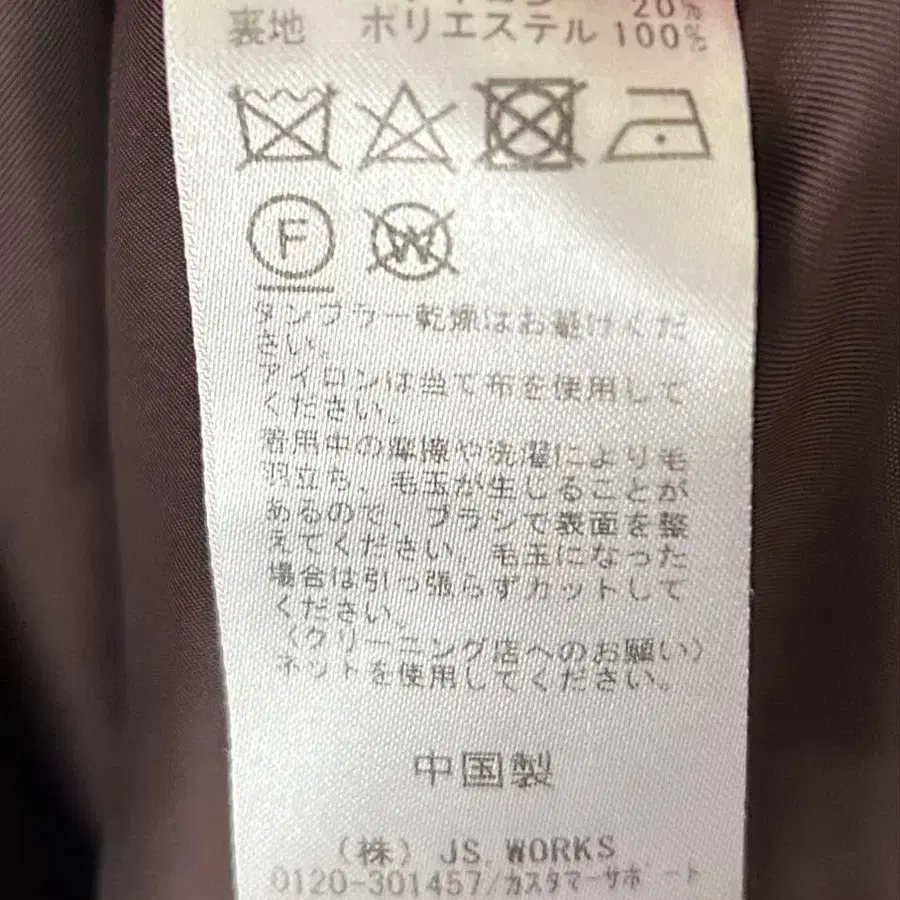 20%
裏地 ポリエステル 100%
F
W
タンブラー乾燥はお避けくだ
さい。
アイロンは当て布を使用して
ください。
着用中の摩擦や洗濯により毛
羽立ち、毛玉が生じることが
あるので、ブラシで表面を整
えてください。毛玉になった
場合は引っ張らずカットして
ください。
〈クリーニング店へのお願い〉
ネットを使用してください。
中国製
(株) JS.WORKS
0120-301457/カスタマーサポート